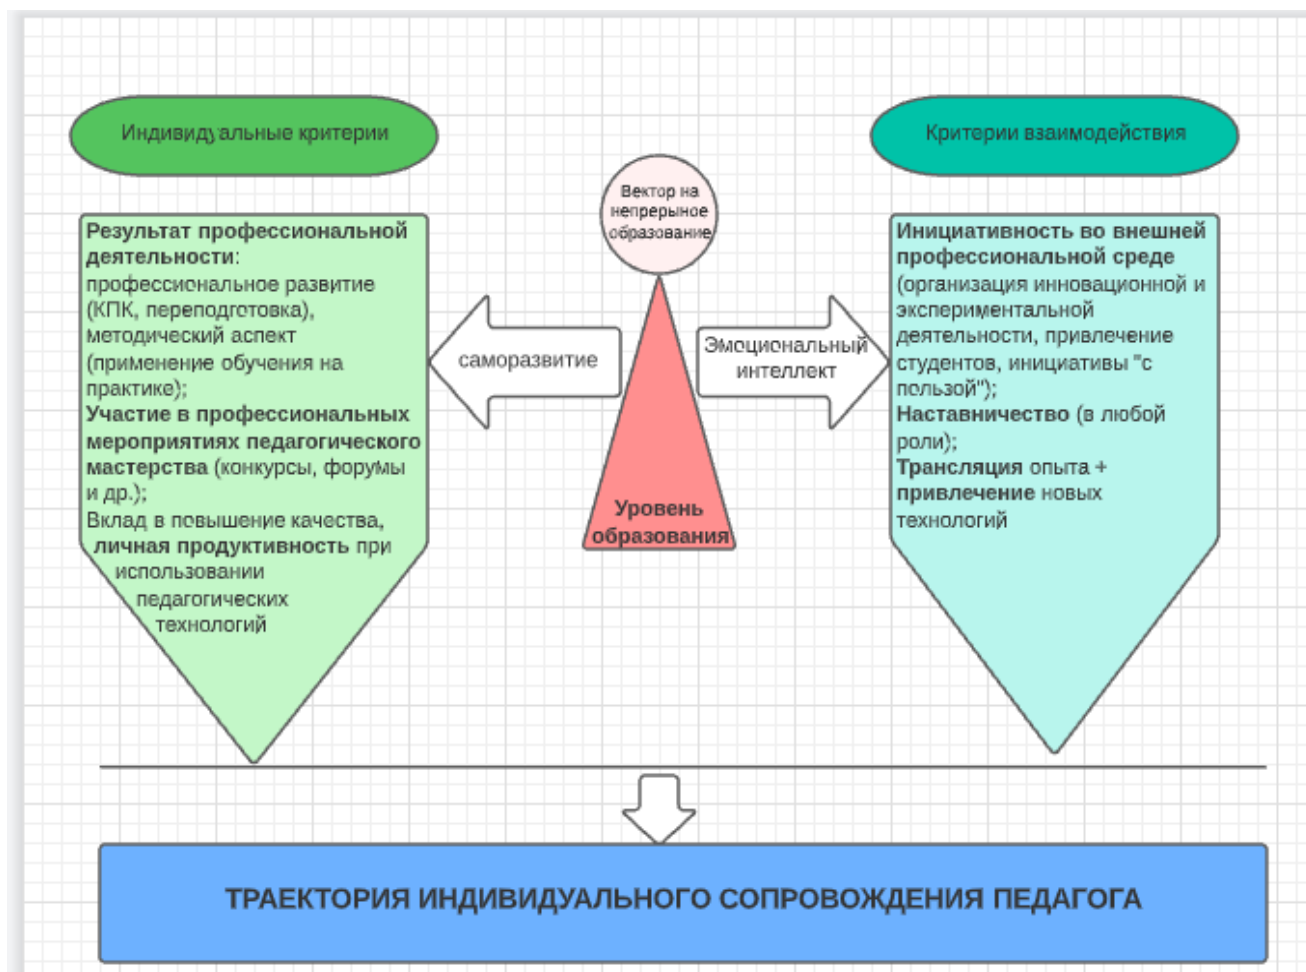 Индивидуальные критерии
Результат профессиональной
деятельности:
профессиональное развитие
(КПК, переподготовка),
методический аспект
(применение обучения на
практике);
Участие в профессиональных
мероприятиях педагогического
мастерства (конкурсы, форумы
и др.);
Вклад в повышение качества,
личная продуктивность при
использовании
педагогических
технологий
саморазвитие
Вектор на
непрерыное
образование
Уровень
образования
Эмоциональный
интеллект
Критерии взаимодействия
Инициативность во внешней
профессиональной среде
(организация инновационной и
экспериментальной
деятельности, привлечение
студентов, инициативы "с
пользой");
Наставничество (в любой
роли);
Трансляция опыта +
привлечение новых
технологий
ТРАЕКТОРИЯ ИНДИВИДУАЛЬНОГО СОПРОВОЖДЕНИЯ ПЕДАГОГА